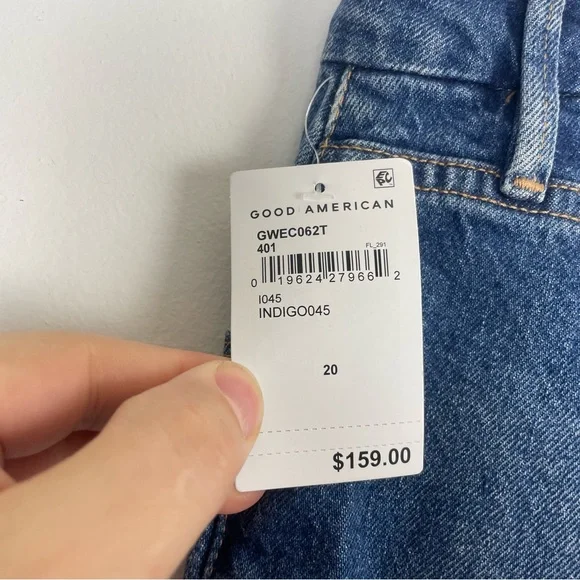 GOOD AMERICAN
GWEC062T
401
FL_291
0 19624 27966 2
I045
INDIGO045
20
$159.00